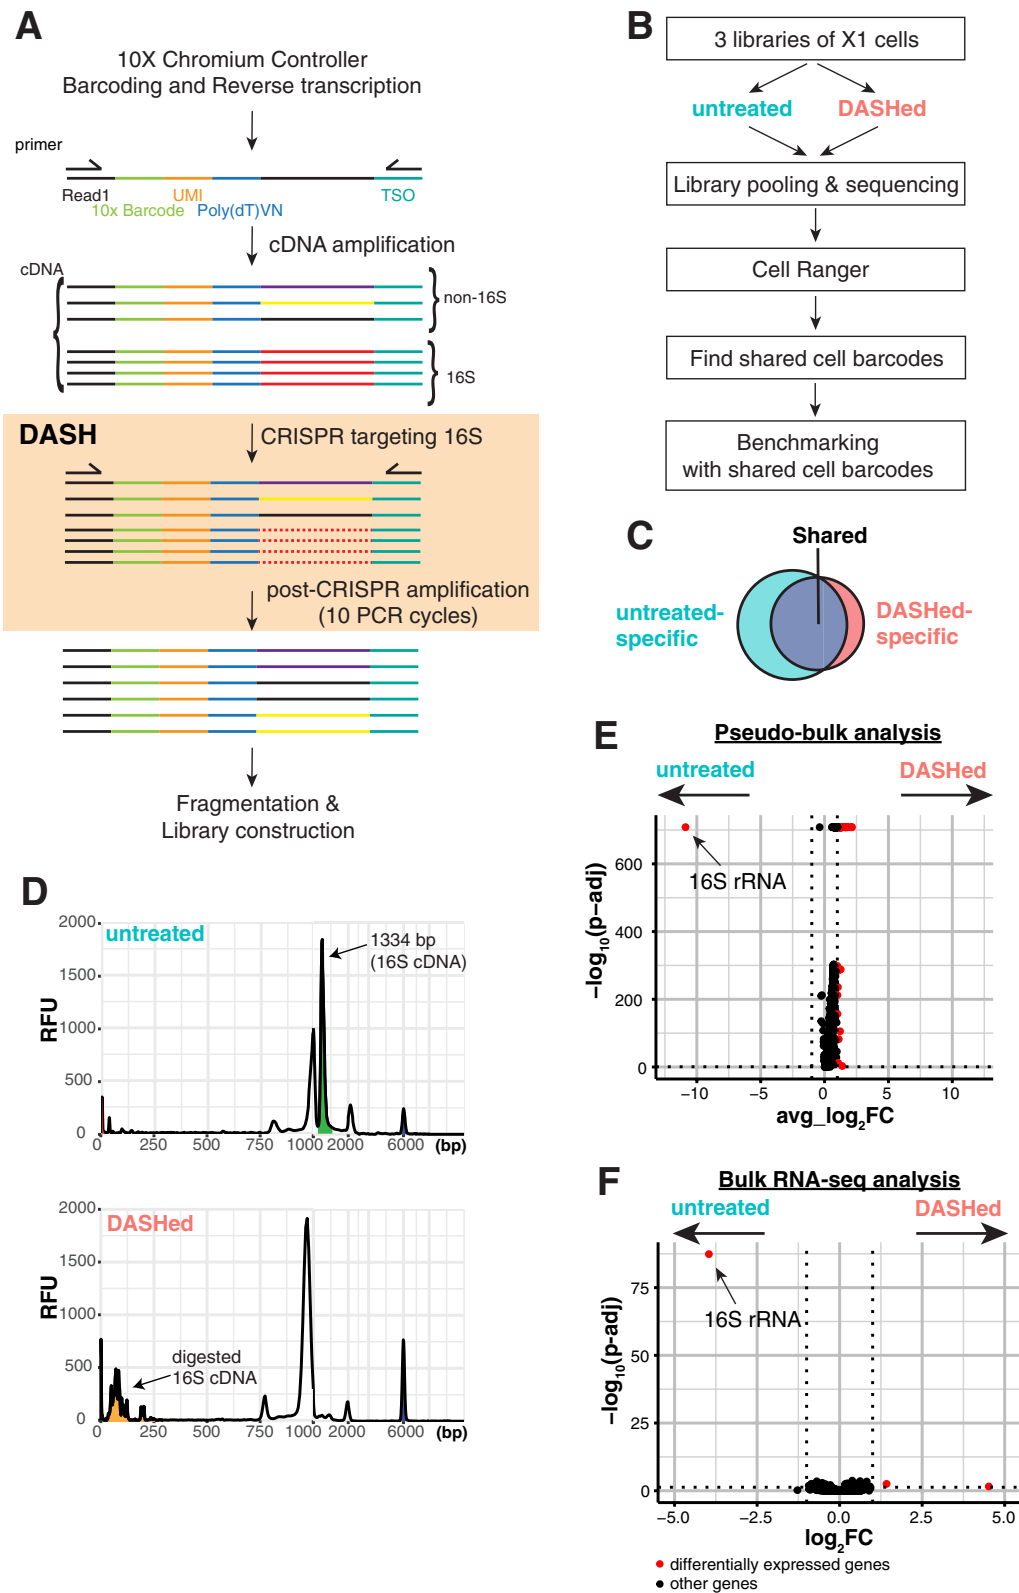 A
10X Chromium Controller
Barcoding and Reverse transcription
primer
Read1
UMI
TSO
10x Barcode
Poly(dT)VN
cDNA amplification
cDNA
non-16S
16S
DASH
CRISPR targeting 16S
post-CRISPR amplification
(10 PCR cycles)
Fragmentation &
Library construction
B
3 libraries of X1 cells
untreated
DASHed
Library pooling & sequencing
Cell Ranger
Find shared cell barcodes
Benchmarking
with shared cell barcodes
C
Shared
untreated-
specific
DASHed-
specific
D
untreated
1334 bp
(16S cDNA)
RFU
2000
1500
1000
500
0
0 250 500 750 1000 2000 6000 (bp)
DASHed
digested
16S cDNA
RFU
2000
1500
1000
500
0
0 250 500 750 1000 2000 6000 (bp)
E
Pseudo-bulk analysis
untreated
DASHed
16S rRNA
−log10(p−adj)
600
400
200
0
−10 −5 0 5 10
avg_log2FC
F
Bulk RNA-seq analysis
untreated
DASHed
16S rRNA
−log10(p-adj)
75
50
25
0
−5.0 −2.5 0.0 2.5 5.0
log2FC
differentially expressed genes
other genes